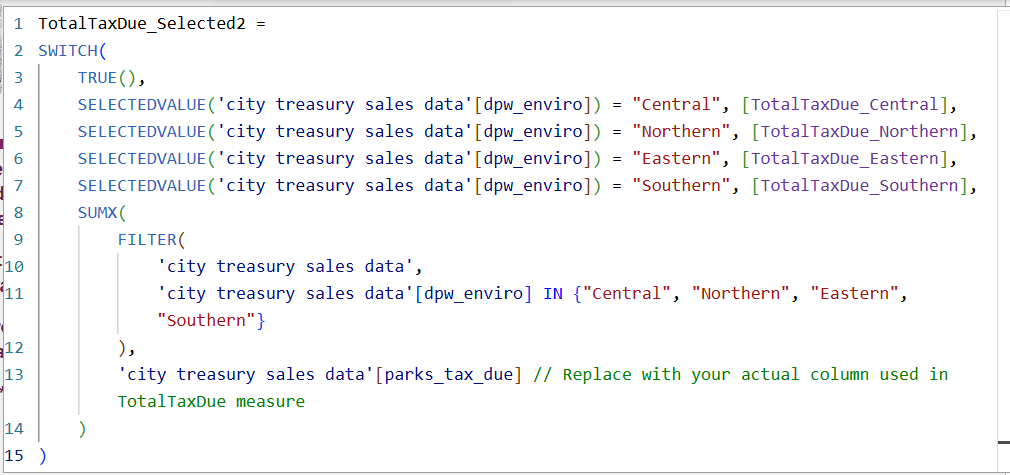 1 TotalTaxDue_Selected2 =
2 SWITCH(
3 TRUE(),
4 SELECTEDVALUE('city treasury sales data'[dpw_enviro]) = "Central", [TotalTaxDue_Central],
5 SELECTEDVALUE('city treasury sales data'[dpw_enviro]) = "Northern", [TotalTaxDue_Northern],
6 SELECTEDVALUE('city treasury sales data'[dpw_enviro]) = "Eastern", [TotalTaxDue_Eastern],
7 SELECTEDVALUE('city treasury sales data'[dpw_enviro]) = "Southern", [TotalTaxDue_Southern],
8 SUMX(
9 FILTER(
10 'city treasury sales data',
11 'city treasury sales data'[dpw_enviro] IN {"Central", "Northern", "Eastern",
"Southern"}
12 ),
13 'city treasury sales data'[parks_tax_due] // Replace with your actual column used in
TotalTaxDue measure
14 )
15 )